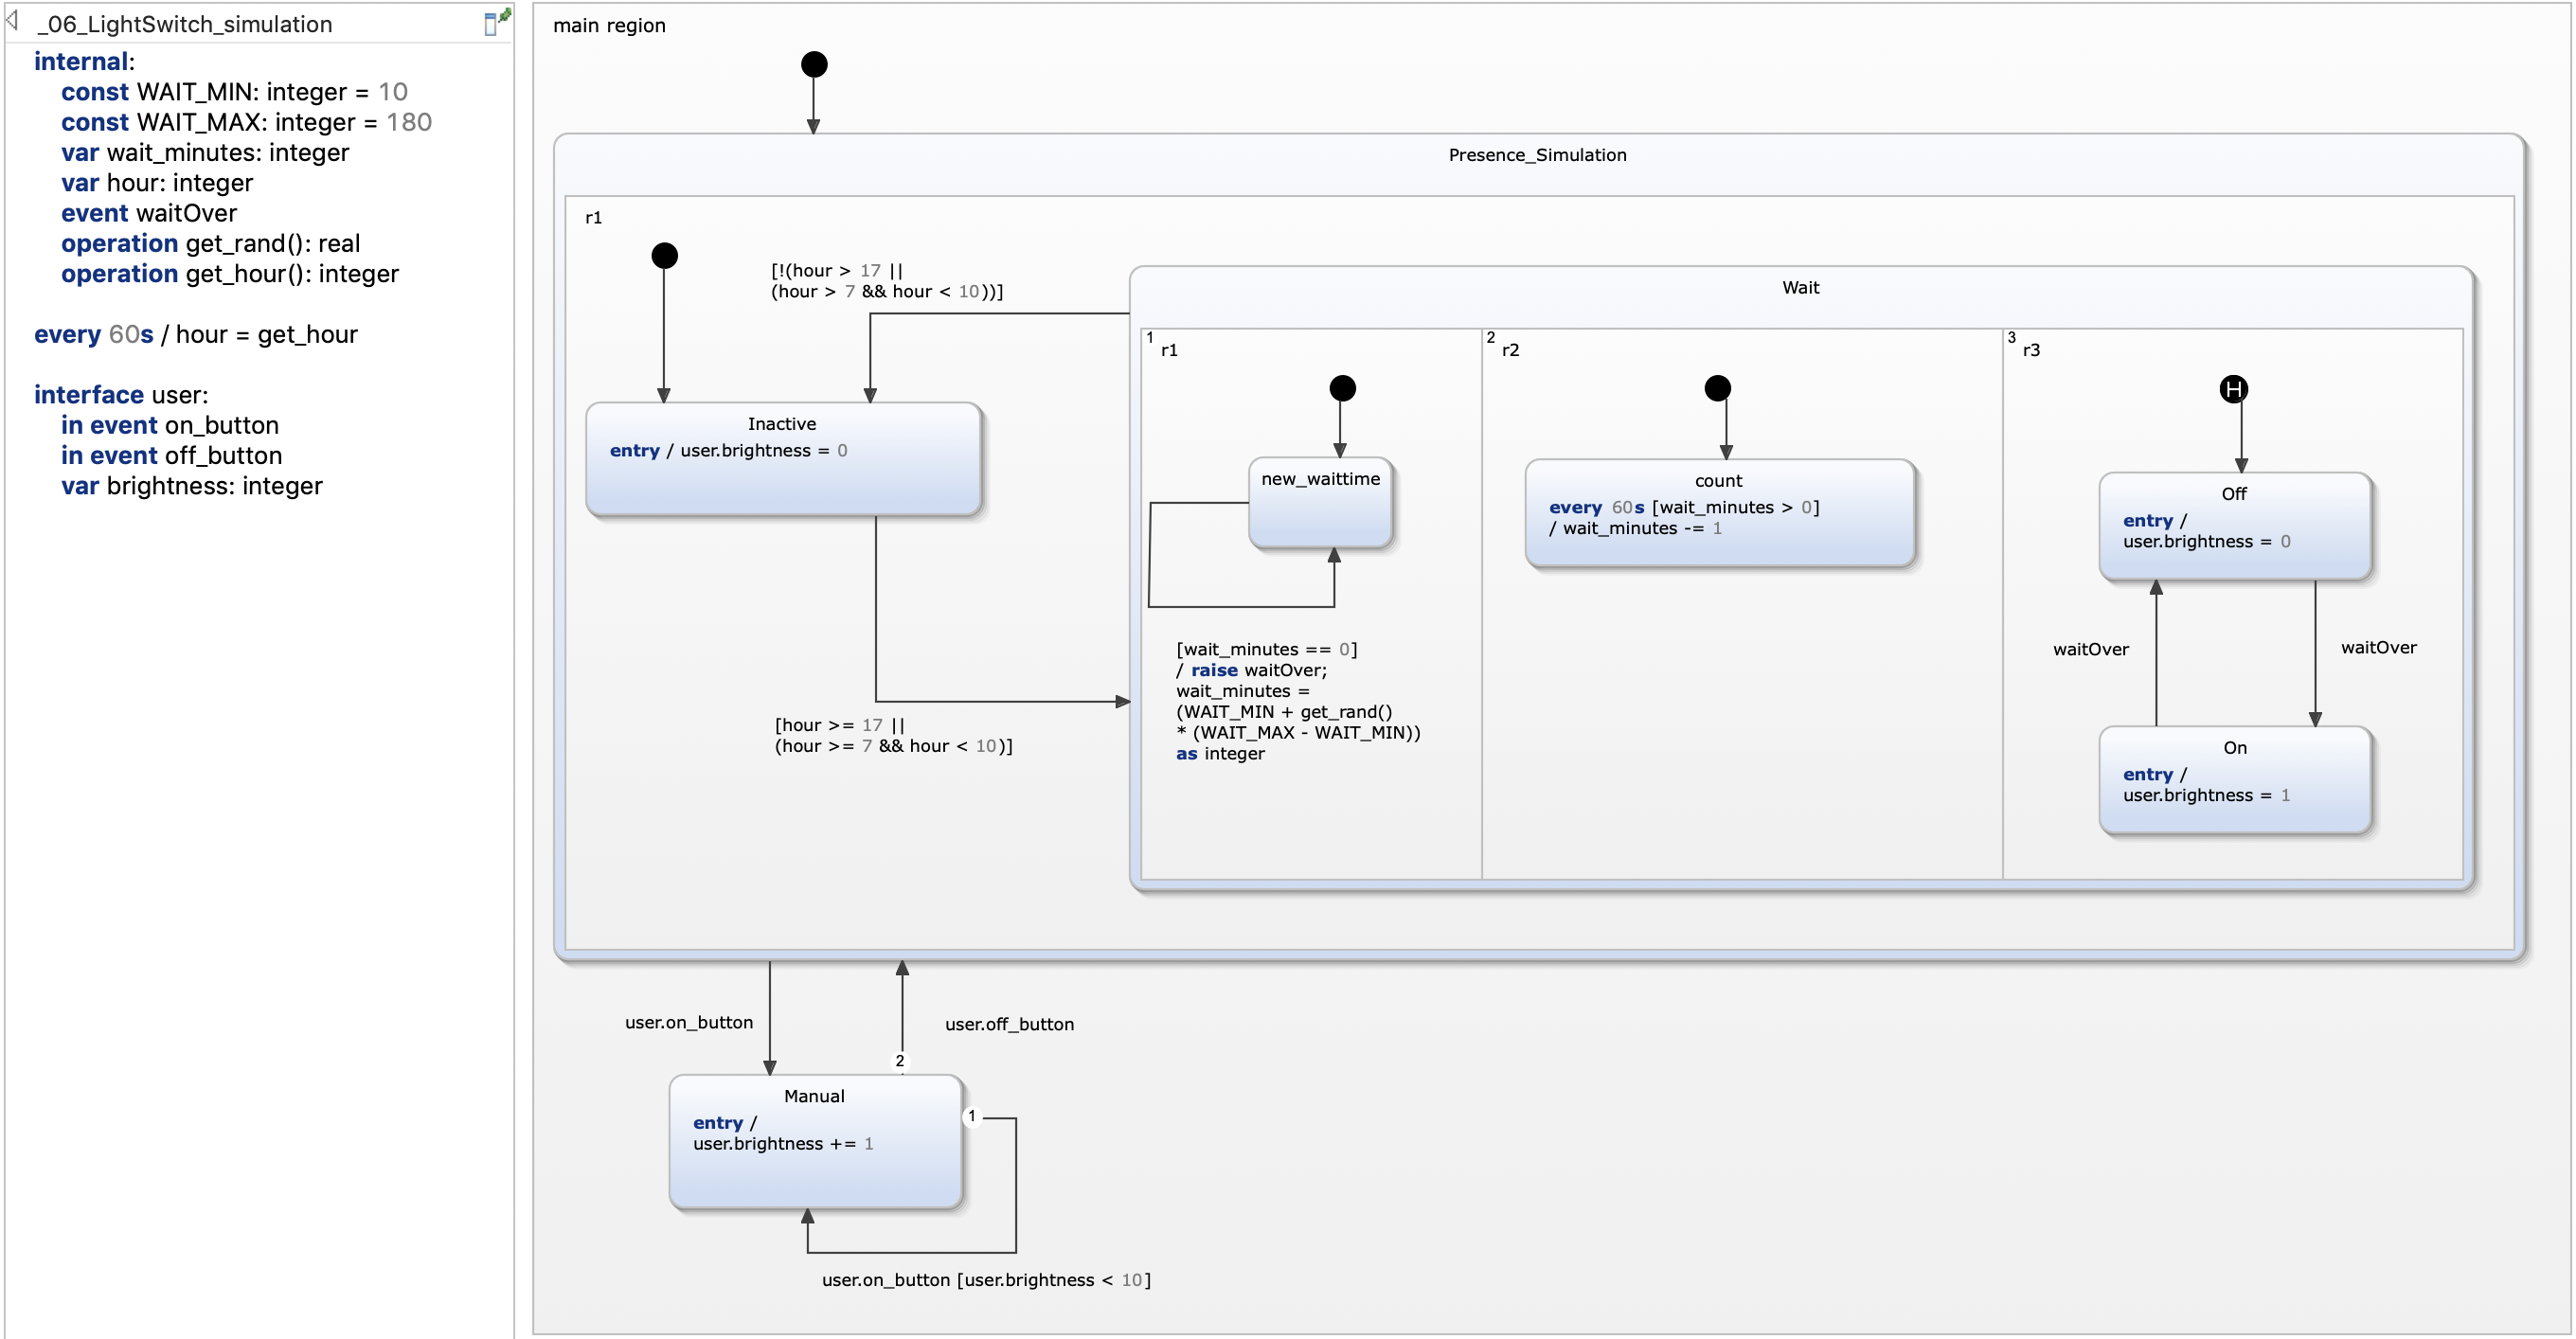 _06_LightSwitch_simulation
internal:
const WAIT_MIN: integer = 10
const WAIT_MAX: integer = 180
var wait_minutes: integer
var hour: integer
event waitOver
operation get_rand(): real
operation get_hour(): integer
every 60s / hour = get_hour
interface user:
in event on_button
in event off_button
var brightness: integer
main region
Presence_Simulation
r1
[!(hour > 17 ||
(hour > 7 && hour < 10))]
Inactive
entry / user.brightness = 0
[hour >= 17 ||
(hour >= 7 && hour < 10)]
Wait
1
r1
new_waittime
[wait_minutes == 0]
/ raise waitOver;
wait_minutes =
(WAIT_MIN + get_rand()
* (WAIT_MAX - WAIT_MIN))
as integer
2
r2
count
every 60s [wait_minutes > 0]
/ wait_minutes -= 1
3
r3
H
Off
entry /
user.brightness = 0
waitOver
waitOver
On
entry /
user.brightness = 1
user.on_button
user.off_button
2
Manual
entry /
user.brightness += 1
1
user.on_button [user.brightness < 10]